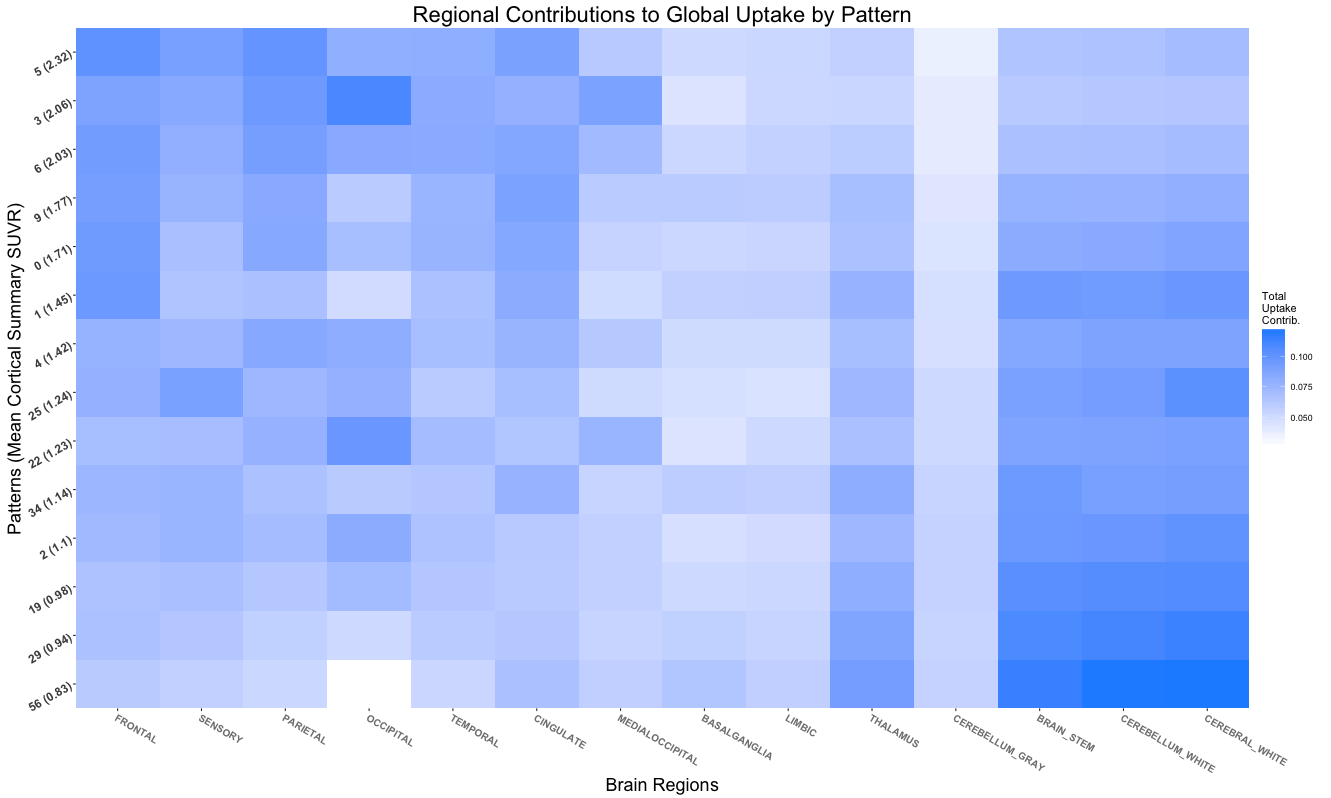 Regional Contributions to Global Uptake by Pattern
Patterns (Mean Cortical Summary SUVR)
5 (2.32)
3 (2.06)
6 (2.03)
9 (1.77)
0 (1.71)
1 (1.45)
4 (1.42)
25 (1.24)
22 (1.23)
34 (1.14)
2 (1.1)
19 (0.98)
29 (0.94)
56 (0.83)
FRONTAL
SENSORY
PARIETAL
OCCIPITAL
TEMPORAL
CINGULATE
MEDIALOCCIPITAL
BASALGANGLIA
LIMBIC
THALAMUS
CEREBELLUM_GRAY
BRAIN_STEM
CEREBELLUM_WHITE
CEREBRAL_WHITE
Brain Regions
Total
Uptake
Contrib.
0.100
0.075
0.050